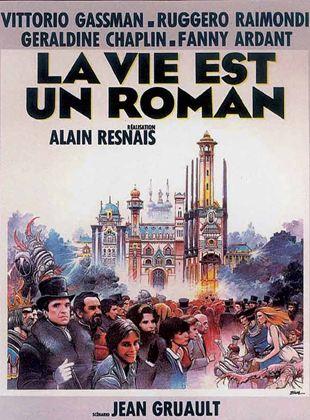 VITTORIO GASSMAN - RUGGERO RAIMONDI
GERALDINE CHAPLIN - FANNY ARDANT
LA VIE EST
UN ROMAN
RÉALISATION
ALAIN RESNAIS
SCÉNARIO JEAN GRUAULT